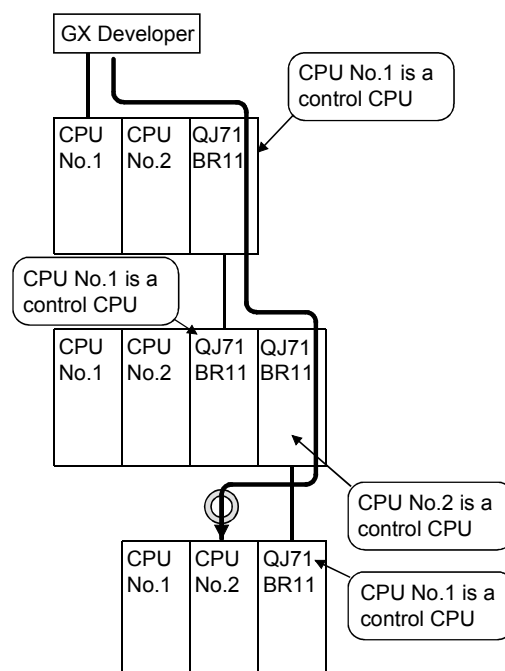 GX Developer
CPU No.1 is a
control CPU
CPU
No.1
CPU
No.2
QJ71
BR11
CPU No.1 is a
control CPU
CPU
No.1
CPU
No.2
QJ71
BR11
QJ71
BR11
CPU No.2 is a
control CPU
CPU
No.1
CPU
No.2
QJ71
BR11
CPU No.1 is a
control CPU